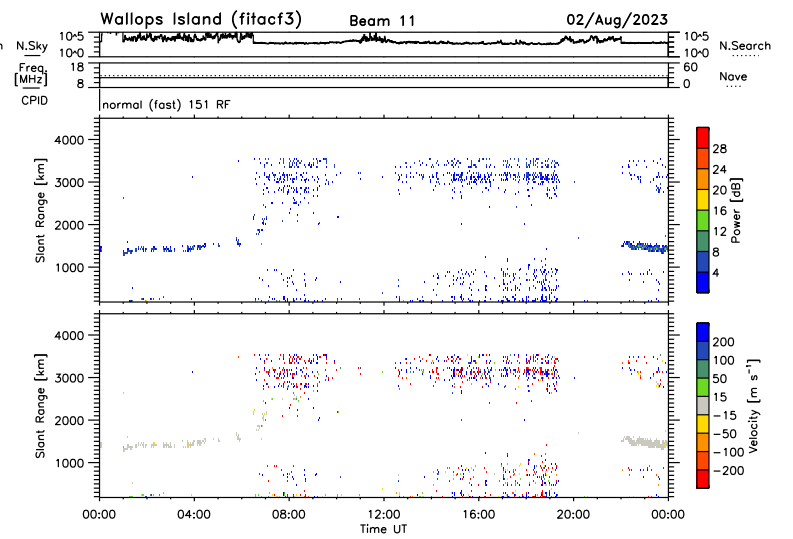 Wallops Island (fitacf3) Beam 11 02/Aug/2023
N.Sky 10^5 10^0 10^5 10^0 N.Search
Freq. [MHz] 18 8 60 0 Nave
CPID normal (fast) 151 RF
Slant Range [km] 4000 3000 2000 1000
28 24 20 16 12 8 4 Power [dB]
Slant Range [km] 4000 3000 2000 1000
200 100 50 15 -15 -50 -100 -200 Velocity [m s⁻¹]
00:00 04:00 08:00 12:00 16:00 20:00 00:00
Time UT